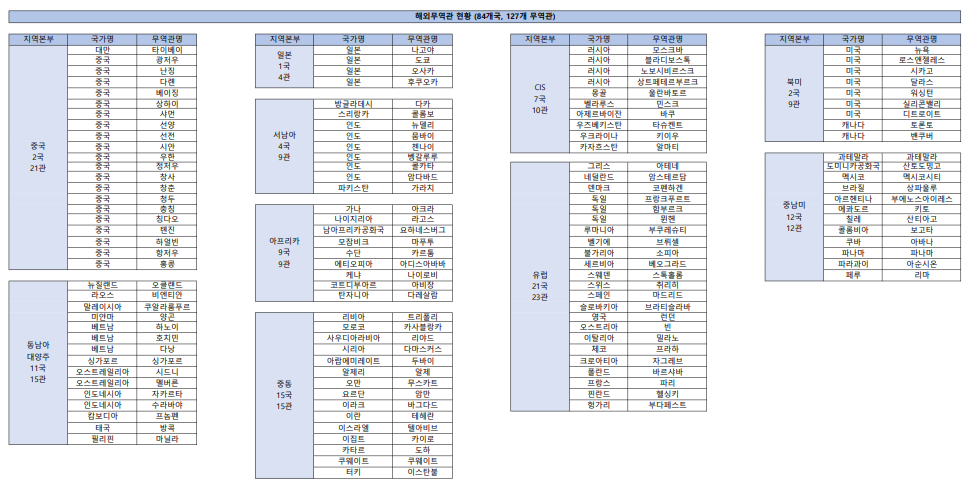 해외무역관 현황 (84개국, 127개 무역관)
지역본부 국가명 무역관명
중국
2국
21관
대만 타이베이
중국 광저우
중국 난징
중국 다롄
중국 베이징
중국 상하이
중국 샤먼
중국 선양
중국 선전
중국 시안
중국 우한
중국 정저우
중국 창사
중국 창춘
중국 청두
중국 충칭
중국 칭다오
중국 톈진
중국 하얼빈
중국 항저우
중국 홍콩
동남아
대양주
11국
15관
뉴질랜드 오클랜드
라오스 비엔티안
말레이시아 쿠알라룸푸르
미얀마 양곤
베트남 하노이
베트남 호치민
베트남 다낭
싱가포르 싱가포르
오스트레일리아 시드니
오스트레일리아 멜버른
인도네시아 자카르타
인도네시아 수라바야
캄보디아 프놈펜
태국 방콕
필리핀 마닐라
지역본부 국가명 무역관명
일본
1국
4관
일본 나고야
일본 도쿄
일본 오사카
일본 후쿠오카
서남아
4국
9관
방글라데시 다카
스리랑카 콜롬보
인도 뉴델리
인도 뭄바이
인도 첸나이
인도 벵갈루루
인도 콜카타
인도 암다바드
파키스탄 카라치
아프리카
9국
9관
가나 아크라
나이지리아 라고스
남아프리카공화국 요하네스버그
모잠비크 마푸투
수단 카르툼
에티오피아 아디스아바바
케냐 나이로비
코트디부아르 아비장
탄자니아 다레살람
중동
15국
15관
리비아 트리폴리
모로코 카사블랑카
사우디아라비아 리야드
시리아 다마스커스
아랍에미레이트 두바이
알제리 알제
오만 무스카트
요르단 암만
이라크 바그다드
이란 테헤란
이스라엘 텔아비브
이집트 카이로
카타르 도하
쿠웨이트 쿠웨이트
터키 이스탄불
지역본부 국가명 무역관명
CIS
7국
10관
러시아 모스크바
러시아 블라디보스톡
러시아 노보시비르스크
러시아 상트페테르부르크
몽골 울란바토르
벨라루스 민스크
아제르바이잔 바쿠
우즈베키스탄 타슈켄트
우크라이나 키이우
카자흐스탄 알마티
유럽
21국
23관
그리스 아테네
네덜란드 암스테르담
덴마크 코펜하겐
독일 프랑크푸르트
독일 함부르크
독일 뮌헨
루마니아 부쿠레슈티
벨기에 브뤼셀
불가리아 소피아
세르비아 베오그라드
스웨덴 스톡홀름
스위스 취리히
스페인 마드리드
슬로바키아 브라티슬라바
영국 런던
오스트리아 빈
이탈리아 밀라노
체코 프라하
크로아티아 자그레브
폴란드 바르샤바
프랑스 파리
핀란드 헬싱키
헝가리 부다페스트
지역본부 국가명 무역관명
북미
2국
9관
미국 뉴욕
미국 로스앤젤레스
미국 시카고
미국 달라스
미국 워싱턴
미국 실리콘밸리
미국 디트로이트
캐나다 토론토
캐나다 밴쿠버
중남미
12국
12관
과테말라 과테말라
도미니카공화국 산토도밍고
멕시코 멕시코시티
브라질 상파울루
아르헨티나 부에노스아이레스
에콰도르 키토
칠레 산티아고
콜롬비아 보고타
쿠바 아바나
파나마 파나마
파라과이 아순시온
페루 리마